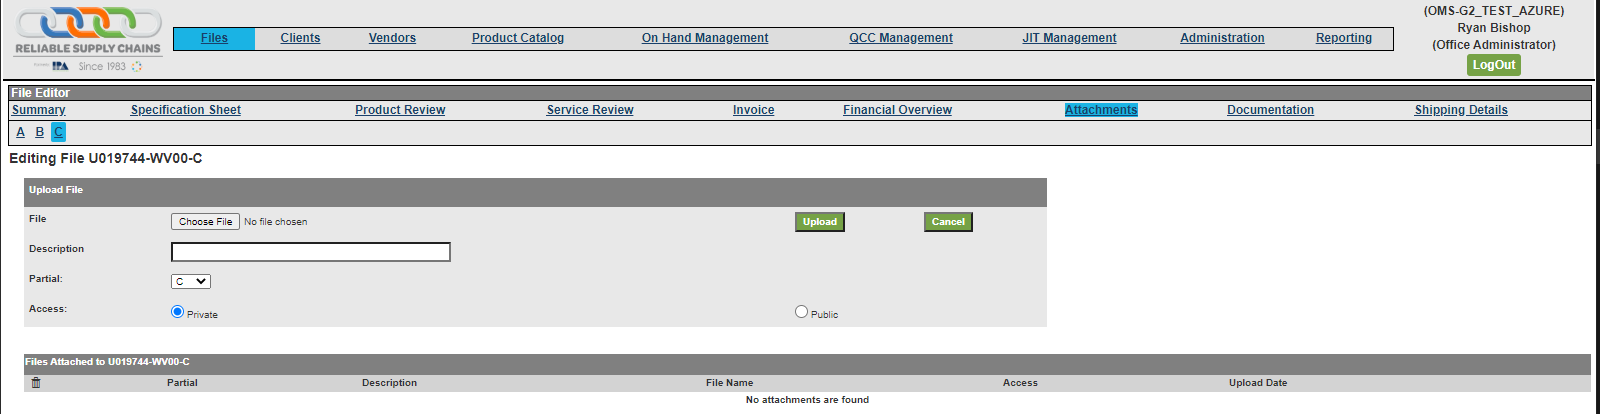 RELIABLE SUPPLY CHAINS
IPA Since 1983
Files Clients Vendors Product Catalog On Hand Management QCC Management JIT Management Administration Reporting
(OMS-G2_TEST_AZURE)
Ryan Bishop
(Office Administrator)
LogOut
File Editor
Summary Specification Sheet Product Review Service Review Invoice Financial Overview Attachments Documentation Shipping Details
A B C
Editing File U019744-WV00-C
Upload File
File Choose File No file chosen Upload Cancel
Description
Partial: C
Access: Private Public
Files Attached to U019744-WV00-C
Partial Description File Name Access Upload Date
No attachments are found